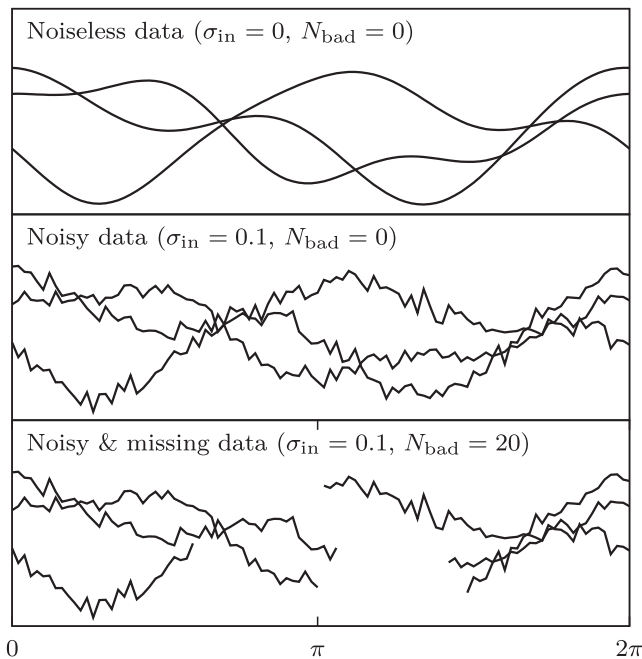 Noiseless data (σin = 0, Nbad = 0)
Noisy data (σin = 0.1, Nbad = 0)
Noisy & missing data (σin = 0.1, Nbad = 20)
0 π 2π